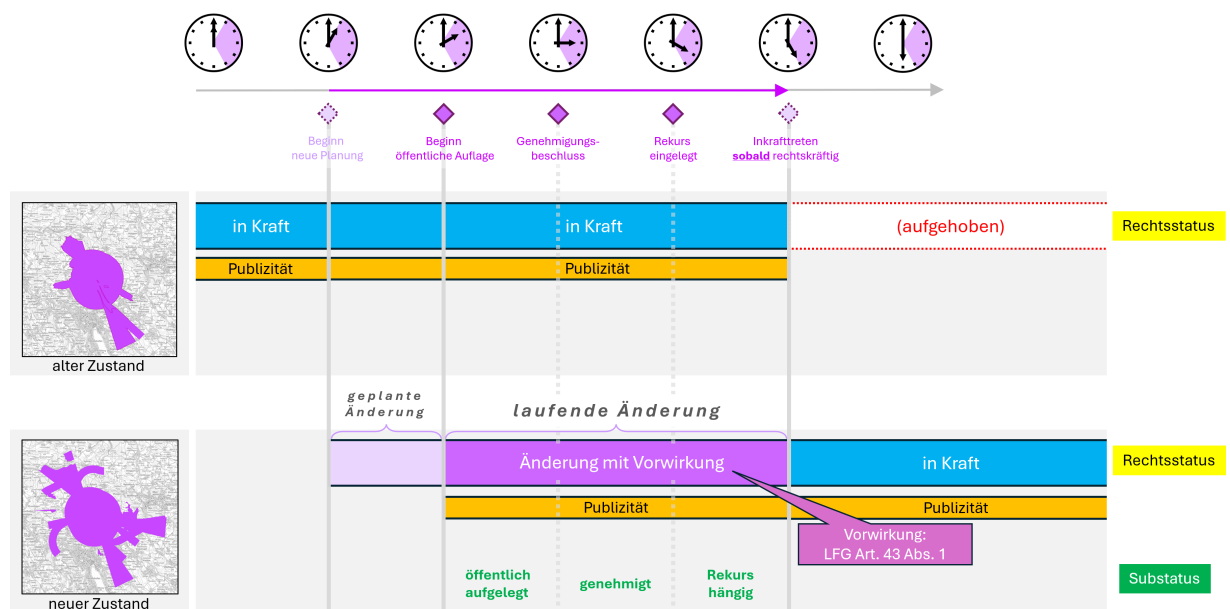 Beginn
neue Planung
Beginn
öffentliche Auflage
Genehmigungs-
beschluss
Rekurs
eingelegt
Inkrafttreten
sobald rechtskräftig
in Kraft
in Kraft
(aufgehoben)
Rechtsstatus
Publizität
Publizität
alter Zustand
geplante
Änderung
laufende Änderung
Änderung mit Vorwirkung
in Kraft
Rechtsstatus
Publizität
Publizität
Vorwirkung:
LFG Art. 43 Abs. 1
öffentlich
aufgelegt
genehmigt
Rekurs
hängig
Substatus
neuer Zustand